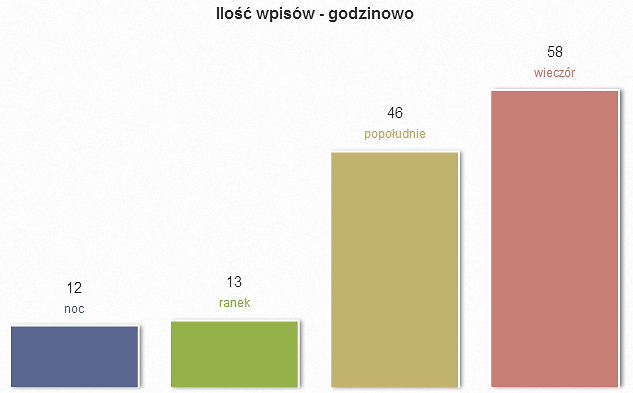 Ilość wpisów - godzinowo
12
noc
13
ranek
46
popołudnie
58
wieczór